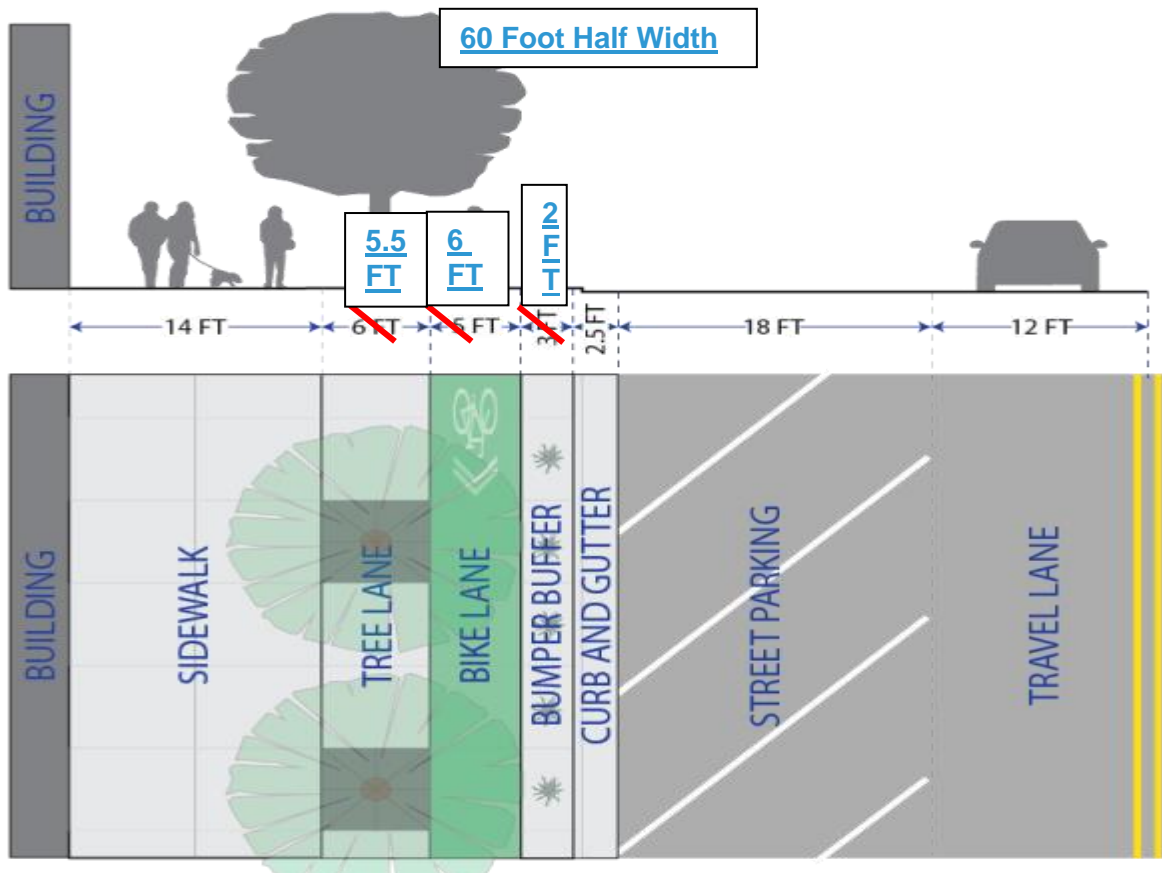 60 Foot Half Width
BUILDING
5.5
FT
6
FT
2
F
T
14 FT
6 FT
5 FT
3 FT
2.5 FT
18 FT
12 FT
BUILDING
SIDEWALK
TREE LANE
BIKE LANE
BUMPER BUFFER
CURB AND GUTTER
STREET PARKING
TRAVEL LANE